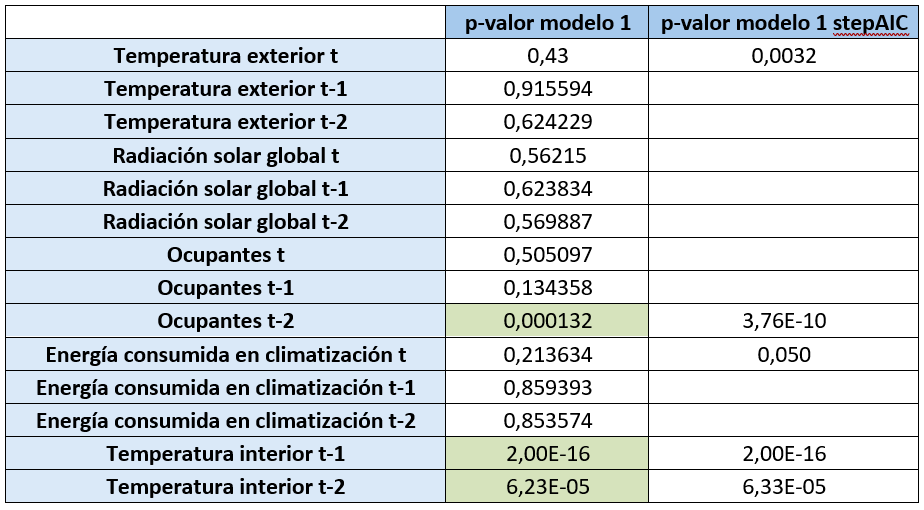 p-valor modelo 1 p-valor modelo 1 stepAIC
Temperatura exterior t 0,43 0,0032
Temperatura exterior t-1 0,915594
Temperatura exterior t-2 0,624229
Radiación solar global t 0,56215
Radiación solar global t-1 0,623834
Radiación solar global t-2 0,569887
Ocupantes t 0,505097
Ocupantes t-1 0,134358
Ocupantes t-2 0,000132 3,76E-10
Energía consumida en climatización t 0,213634 0,050
Energía consumida en climatización t-1 0,859393
Energía consumida en climatización t-2 0,853574
Temperatura interior t-1 2,00E-16 2,00E-16
Temperatura interior t-2 6,23E-05 6,33E-05